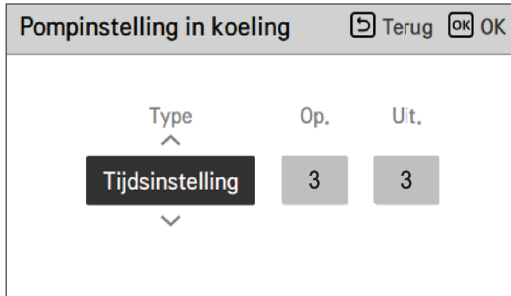 Pompinstelling in koeling Terug OK OK
Type Op. Uit.
Tijdsinstelling 3 3